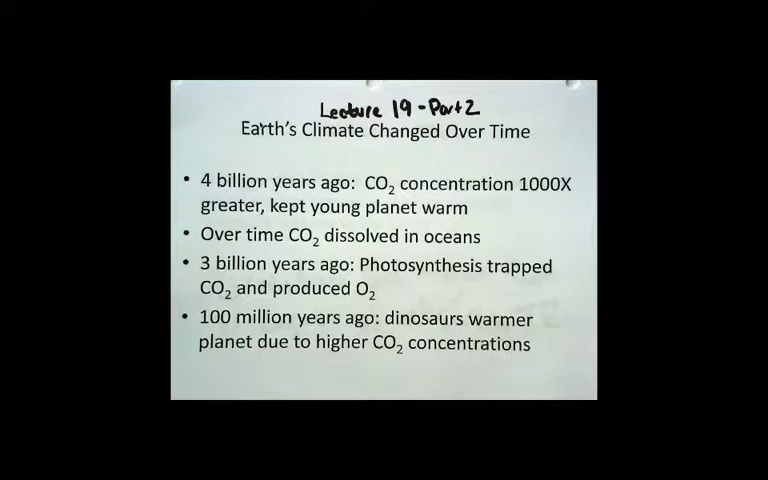 Lecture 19 - Part 2
Earth's Climate Changed Over Time
• 4 billion years ago: CO₂ concentration 1000X
greater, kept young planet warm
• Over time CO₂ dissolved in oceans
• 3 billion years ago: Photosynthesis trapped
CO₂ and produced O₂
• 100 million years ago: dinosaurs warmer
planet due to higher CO₂ concentrations